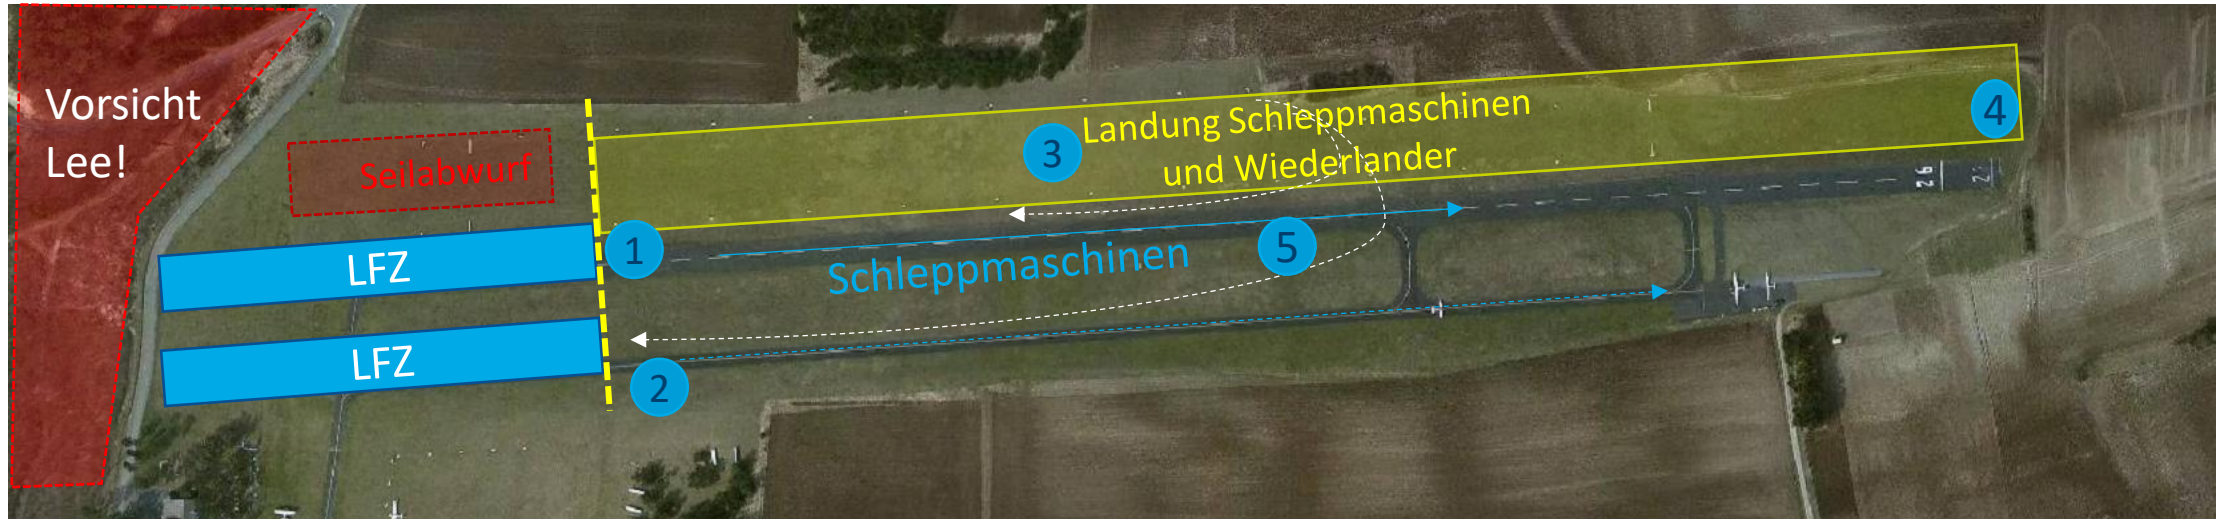 Vorsicht
Lee!
Seilabwurf
LFZ
LFZ
1
2
3
Landung Schleppmaschinen
und Wiederlander
4
Schleppmaschinen
5
26